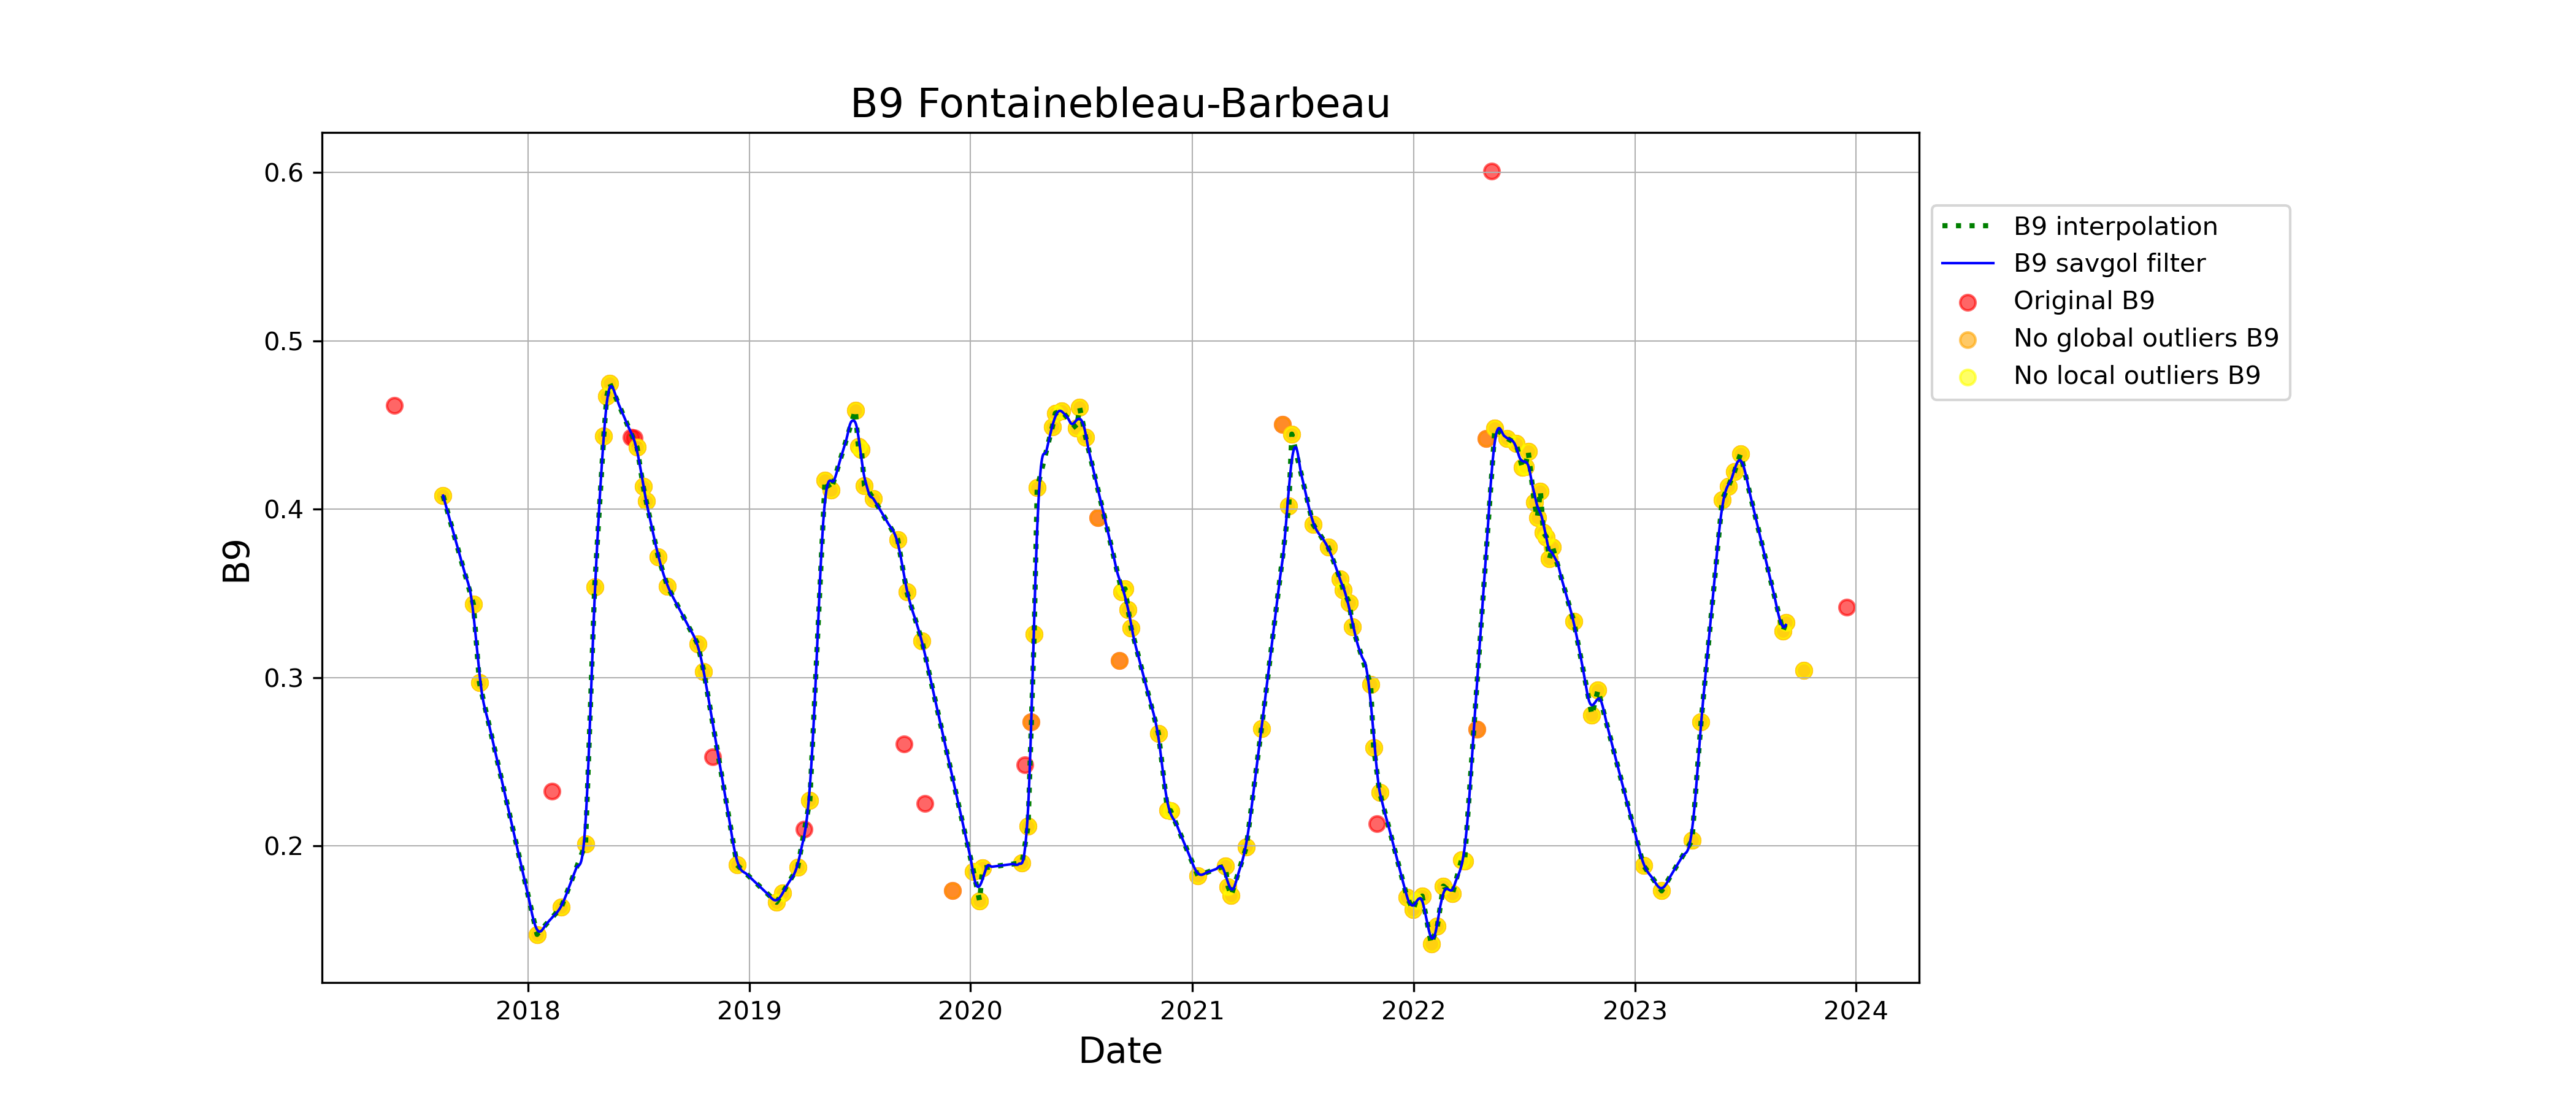 B9 Fontainebleau-Barbeau
0.6
0.5
0.4
0.3
0.2
B9
2018 2019 2020 2021 2022 2023 2024
Date
B9 interpolation
B9 savgol filter
Original B9
No global outliers B9
No local outliers B9